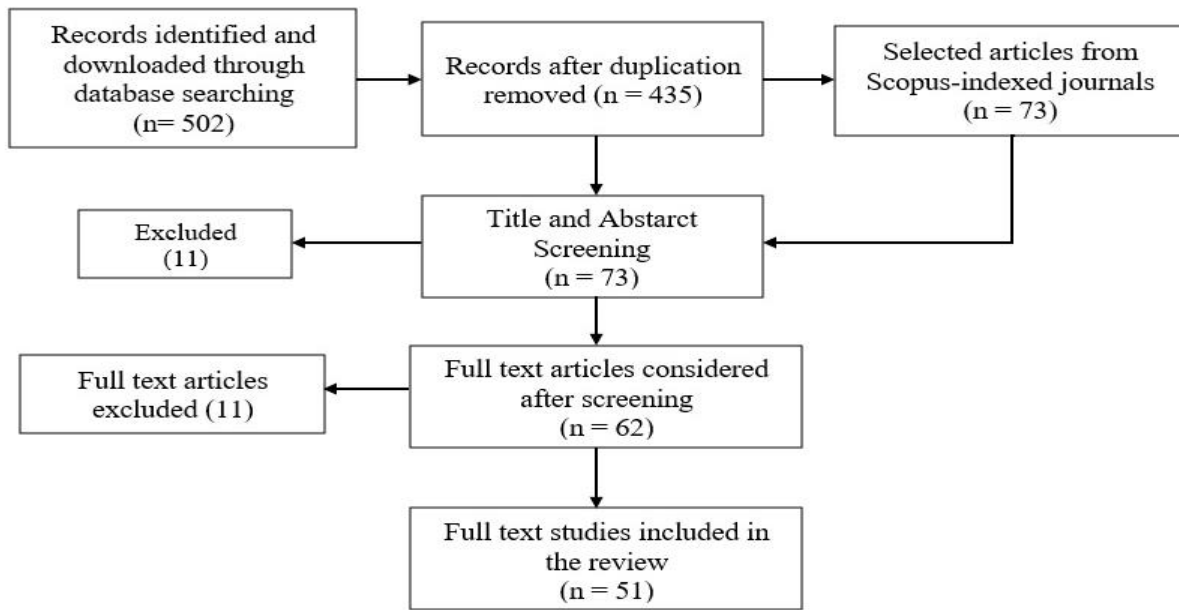 Records identified and
downloaded through
database searching
(n= 502)
Records after duplication
removed (n = 435)
Selected articles from
Scopus-indexed journals
(n = 73)
Excluded
(11)
Title and Abstarct
Screening
(n = 73)
Full text articles
excluded (11)
Full text articles considered
after screening
(n = 62)
Full text studies included in
the review
(n = 51)